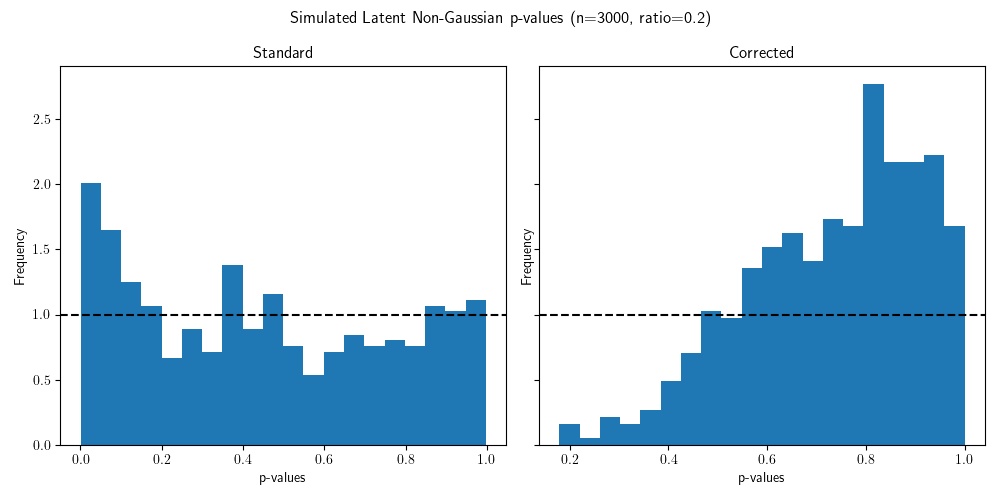 Simulated Latent Non-Gaussian p-values (n=3000, ratio=0.2)
Standard
Corrected
2.5
2.0
1.5
1.0
0.5
0.0
Frequency
Frequency
0.0 0.2 0.4 0.6 0.8 1.0
0.2 0.4 0.6 0.8 1.0
p-values
p-values